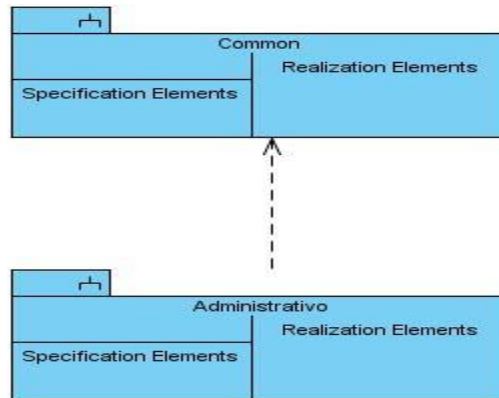 Common
Realization Elements
Specification Elements
Administrativo
Realization Elements
Specification Elements